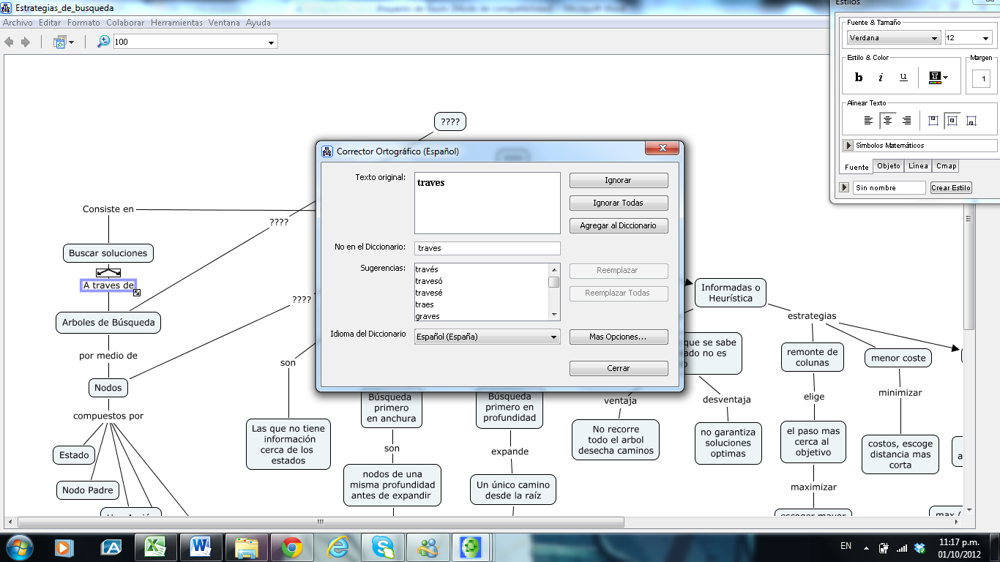 Estrategias_de_busqueda
Archivo Editar Formato Colaborar Herramientas Ventana Ayuda
100
Estilos
Fuente & Tamaño
Verdana 12
Estilo & Color Margen
b i u T 1
Alinear Texto
Símbolos Matemáticos
Fuente Objeto Línea Cmap
Sin nombre Crear Estilo
????
Consiste en
????
Buscar soluciones
A traves de
????
Arboles de Búsqueda
por medio de
Nodos
compuestos por
Estado
Nodo Padre
Corrector Ortográfico (Español)
Texto original:
traves
Ignorar
Ignorar Todas
Agregar al Diccionario
No en el Diccionario:
traves
Sugerencias:
través
travesó
travesé
traes
graves
Reemplazar
Reemplazar Todas
Idioma del Diccionario
Español (España)
Mas Opciones...
Cerrar
son
Las que no tiene
información
cerca de los
estados
Búsqueda
primero
en anchura
son
nodos de una
misma profundidad
antes de expandir
Búsqueda
primero en
profundidad
expande
Un único camino
desde la raíz
Informadas o
Heurística
que se sabe
ado no es
o
ventaja
No recorre
todo el arbol
desecha caminos
desventaja
no garantiza
soluciones
optimas
estrategias
remonte de
colunas
elige
el paso mas
cerca al
objetivo
maximizar
escoger mayor
menor coste
minimizar
costos, escoge
distancia mas
corta
a
max (
EN
11:17 p.m.
01/10/2012